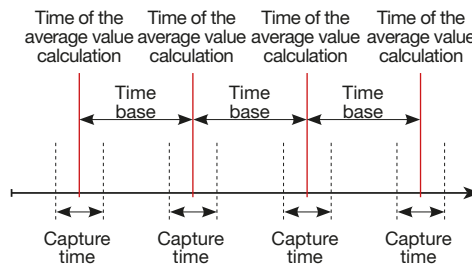 Time of the
average value
calculation
Time of the
average value
calculation
Time of the
average value
calculation
Time of the
average value
calculation
Time
base
Time
base
Time
base
Capture
time
Capture
time
Capture
time
Capture
time